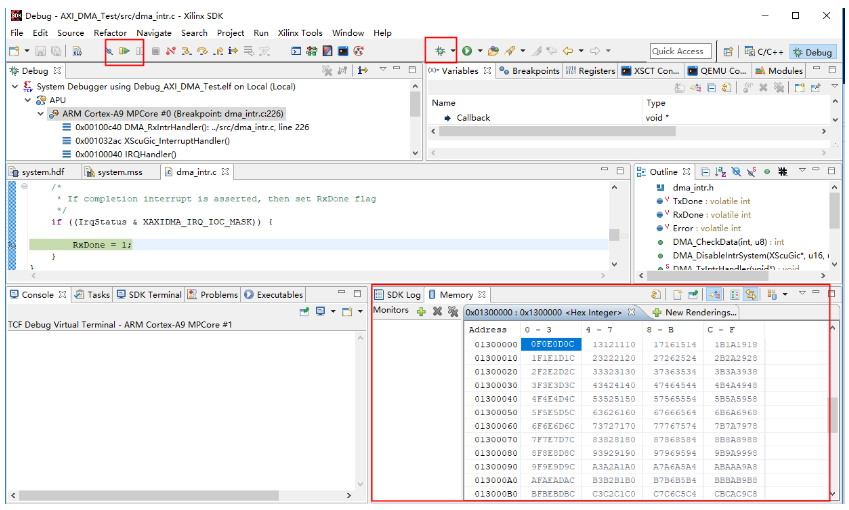 Debug - AXI_DMA_Test/src/dma_intr.c - Xilinx SDK
File Edit Source Refactor Navigate Search Project Run Xilinx Tools Window Help
Quick Access C/C++ Debug
Debug
System Debugger using Debug_AXI_DMA_Test.elf on Local (Local)
APU
ARM Cortex-A9 MPCore #0 (Breakpoint: dma_intr.c:226)
0x00100c40 DMA_RxIntrHandler(): ../src/dma_intr.c, line 226
0x001032ac XScuGic_InterruptHandler()
0x00100040 IRQHandler()
(x)= Variables Breakpoints Registers XSCT Con... QEMU Co... Modules
Name Type
Callback void *
system.hdf system.mss dma_intr.c
/*
* If completion interrupt is asserted, then set RxDone flag
*/
if ((IrqStatus & XAXIDMA_IRQ_IOC_MASK)) {
RxDone = 1;
}
}
Outline
dma_intr.h
TxDone : volatile int
RxDone : volatile int
Error : volatile int
DMA_CheckData(int, u8) : int
DMA_DisableIntrSystem(XScuGic*, u16, u
DMA_TxIntrHandler(void*) : void
Console Tasks SDK Terminal Problems Executables
TCF Debug Virtual Terminal - ARM Cortex-A9 MPCore #1
SDK Log Memory
Monitors
0x01300000 : 0x1300000 <Hex Integer> New Renderings...
Address 0 - 3 4 - 7 8 - B C - F
01300000 0F0E0D0C 13121110 17161514 1B1A1918
01300010 1F1E1D1C 23222120 27262524 2B2A2928
01300020 2F2E2D2C 33323130 37363534 3B3A3938
01300030 3F3E3D3C 43424140 47464544 4B4A4948
01300040 4F4E4D4C 53525150 57565554 5B5A5958
01300050 5F5E5D5C 63626160 67666564 6B6A6968
01300060 6F6E6D6C 73727170 77767574 7B7A7978
01300070 7F7E7D7C 83828180 87868584 8B8A8988
01300080 8F8E8D8C 93929190 97969594 9B9A9998
01300090 9F9E9D9C A3A2A1A0 A7A6A5A4 ABAAA9A8
013000A0 AFAEADAC B3B2B1B0 B7B6B5B4 BBBAB9B8
013000B0 BFBEBDBC C3C2C1C0 C7C6C5C4 CBCAC9C8